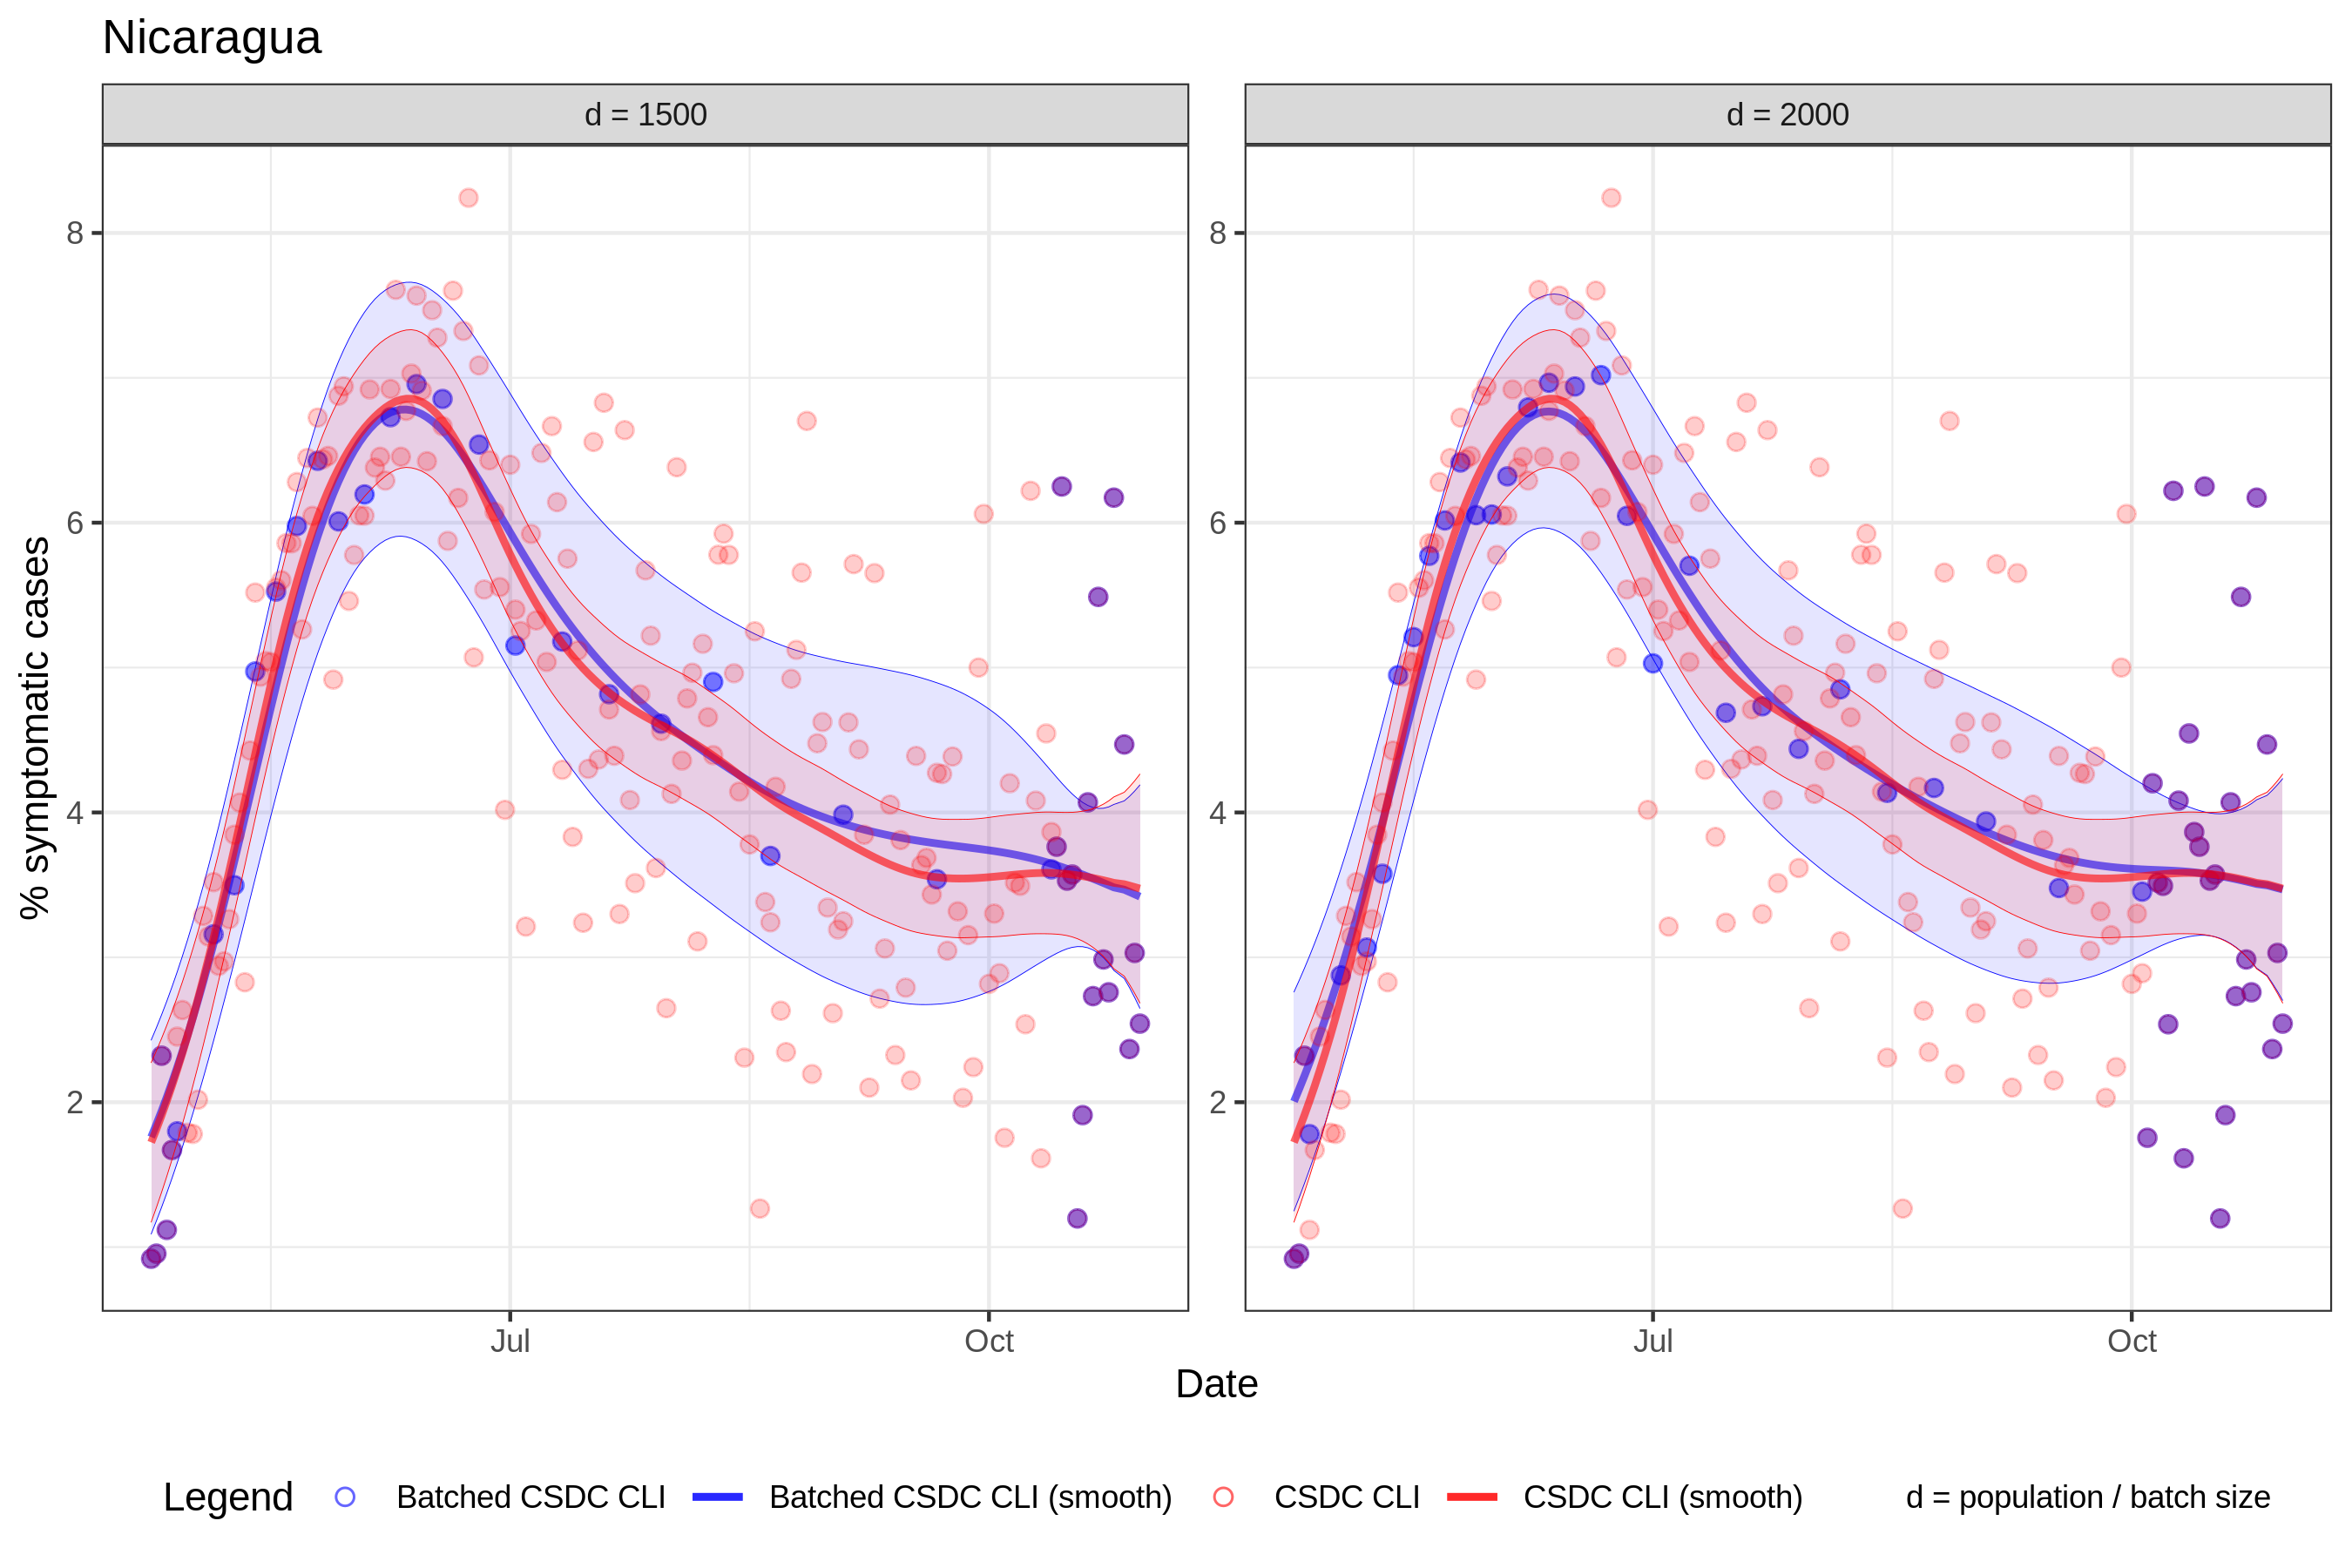 Nicaragua
d = 1500
d = 2000
% symptomatic cases
8
6
4
2
8
6
4
2
Jul
Oct
Jul
Oct
Date
Legend
Batched CSDC CLI
Batched CSDC CLI (smooth)
CSDC CLI
CSDC CLI (smooth)
d = population / batch size